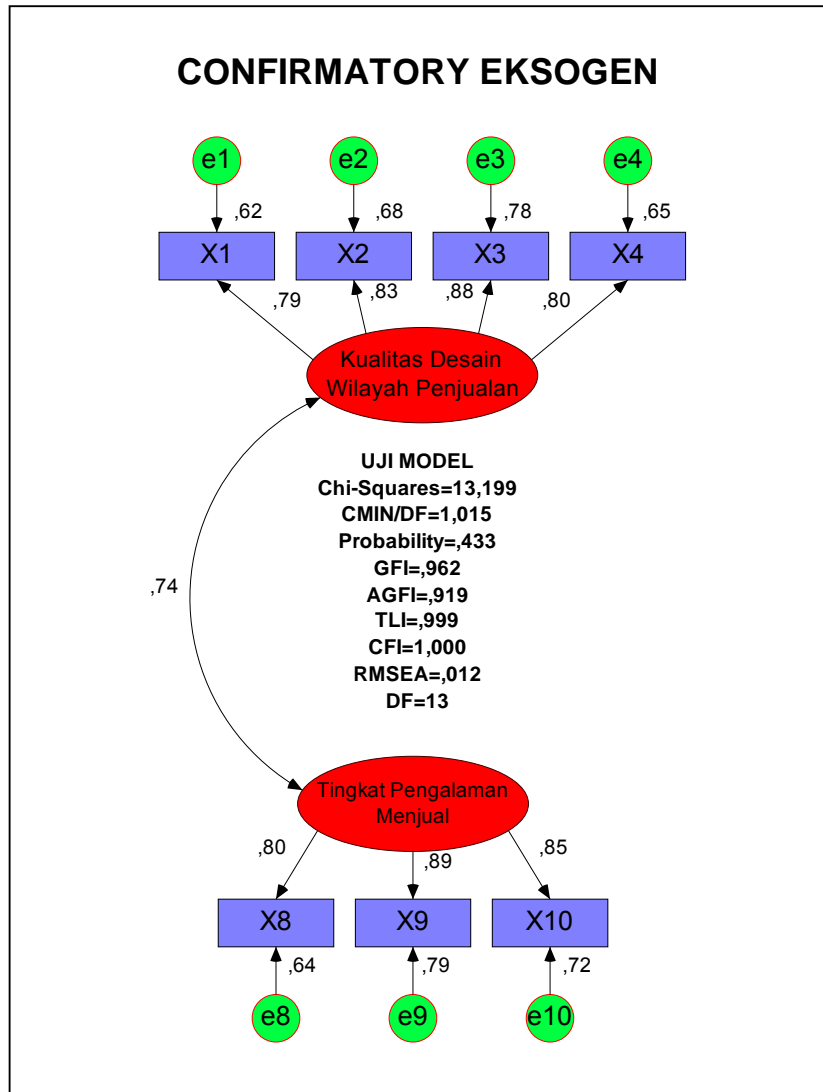 CONFIRMATORY EKSOGEN
e1 e2 e3 e4
,62 ,68 ,78 ,65
X1 X2 X3 X4
,79 ,83 ,88 ,80
Kualitas Desain
Wilayah Penjualan
UJI MODEL
Chi-Squares=13,199
CMIN/DF=1,015
Probability=,433
GFI=,962
AGFI=,919
TLI=,999
CFI=1,000
RMSEA=,012
DF=13
,74
Tingkat Pengalaman
Menjual
,80 ,89 ,85
X8 X9 X10
,64 ,79 ,72
e8 e9 e10